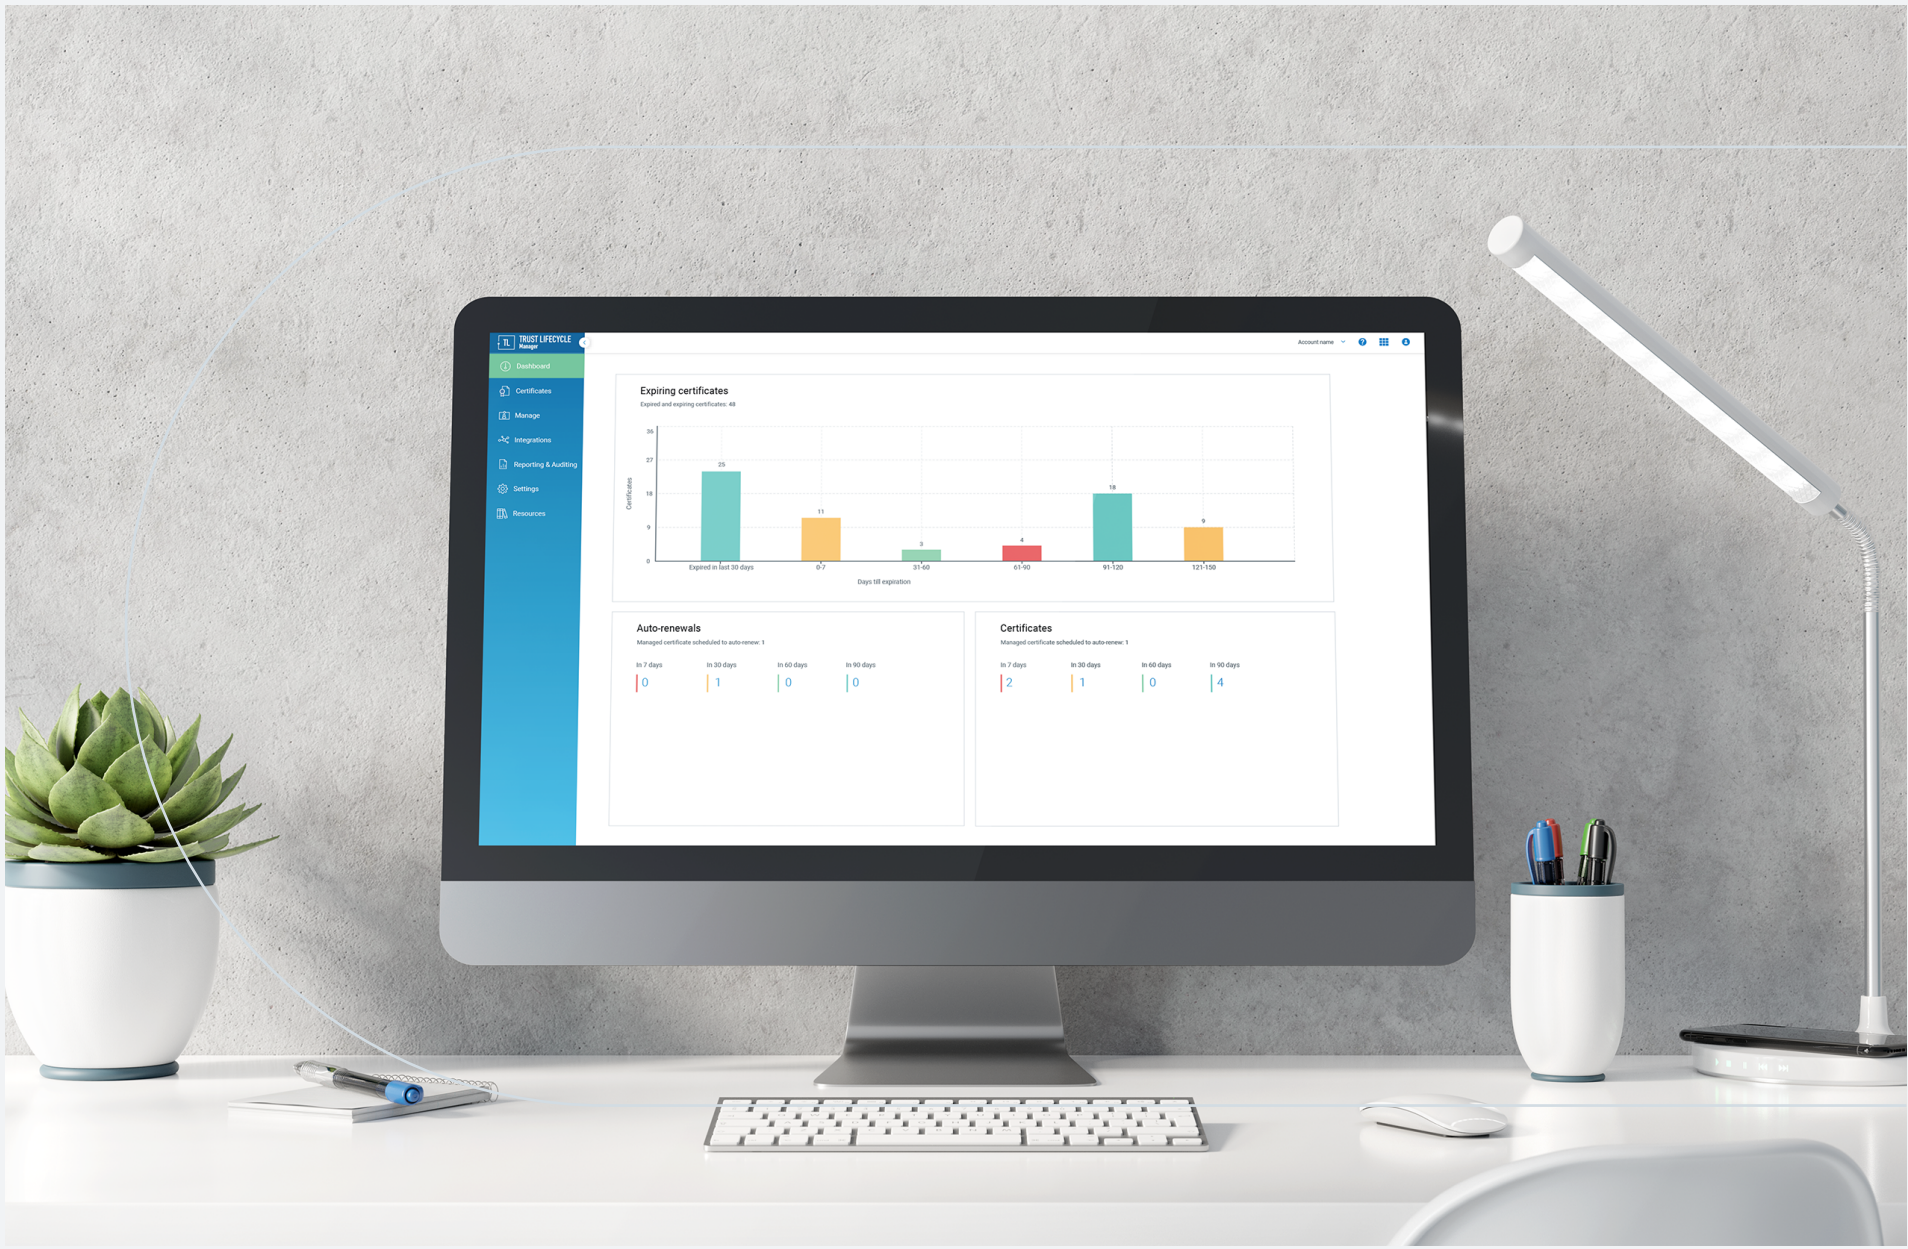 TL TRUST LIFECYCLE
Manager
Account name
Dashboard
Certificates
Manage
Integrations
Reporting & Auditing
Settings
Resources
Expiring certificates
Expired and expiring certificates: 48
Certificates
36
27
18
9
0
25
11
3
4
18
9
Expired in last 30 days 0-7 31-60 61-90 91-120 121-150
Days till expiration
Auto-renewals
Managed certificate scheduled to auto-renew: 1
In 7 days In 30 days In 60 days In 90 days
0 1 0 0
Certificates
Managed certificate scheduled to auto-renew: 1
In 7 days In 30 days In 60 days In 90 days
2 1 0 4